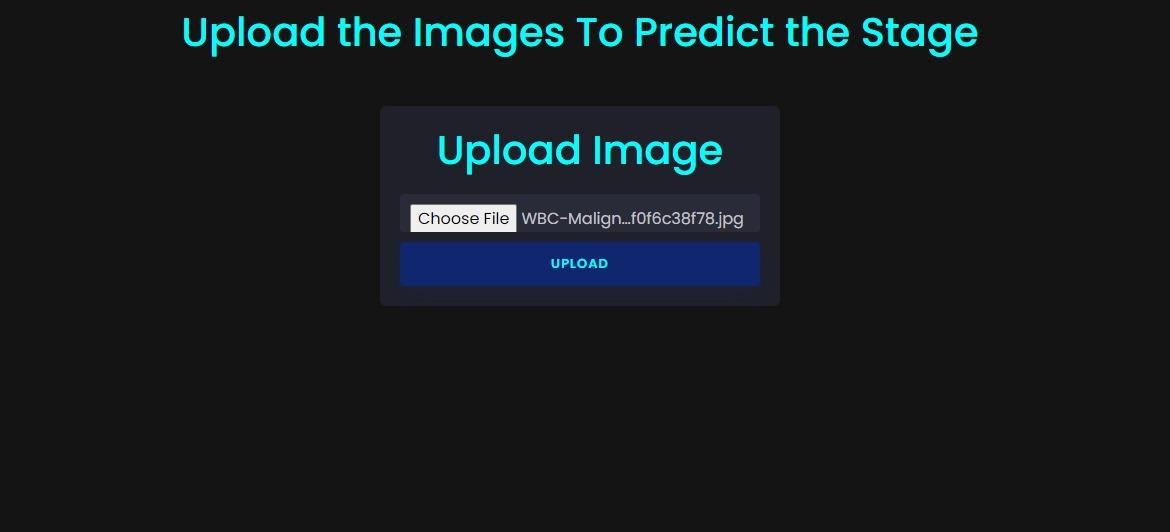 Upload the Images To Predict the Stage
Upload Image
Choose File WBC-Malign...f0f6c38f78.jpg
UPLOAD